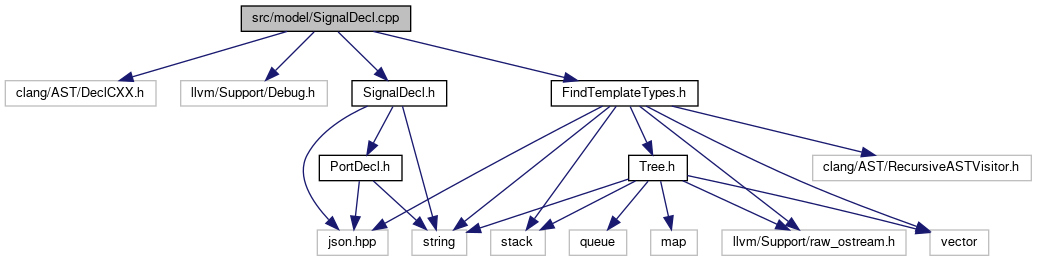 src/model/SignalDecl.cpp
clang/AST/DeclCXX.h
llvm/Support/Debug.h
SignalDecl.h
FindTemplateTypes.h
PortDecl.h
Tree.h
clang/AST/RecursiveASTVisitor.h
json.hpp
string
stack
queue
map
llvm/Support/raw_ostream.h
vector